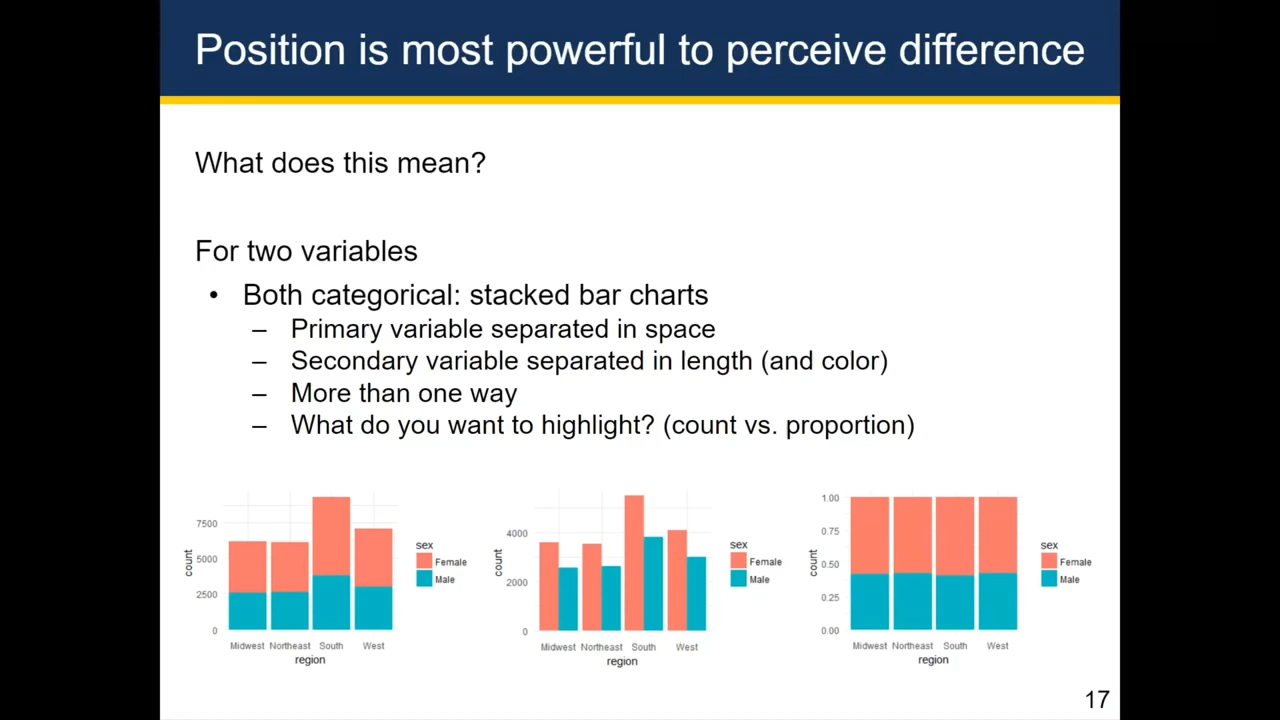 Position is most powerful to perceive difference
What does this mean?
For two variables
• Both categorical: stacked bar charts
– Primary variable separated in space
– Secondary variable separated in length (and color)
– More than one way
– What do you want to highlight? (count vs. proportion)
7500
5000
2500
0
count
Midwest Northeast South West
region
sex
Female
Male
4000
2000
0
count
Midwest Northeast South West
region
sex
Female
Male
1.00
0.75
0.50
0.25
0.00
count
Midwest Northeast South West
region
sex
Female
Male
17